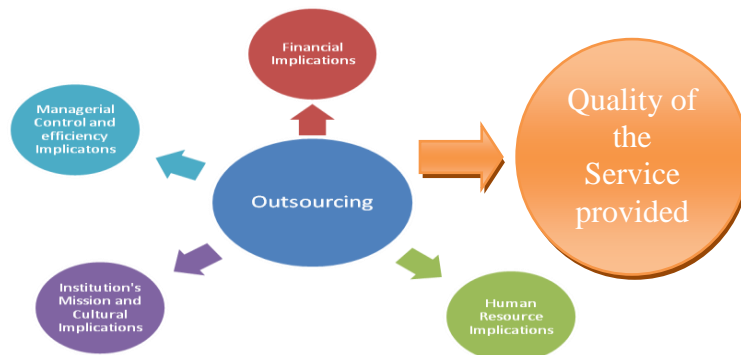 Financial
Implications
Managerial
Control and
efficiency
Implicatons
Quality of
the
Service
provided
Outsourcing
Institution's
Mission and
Cultural
Implications
Human
Resource
Implications